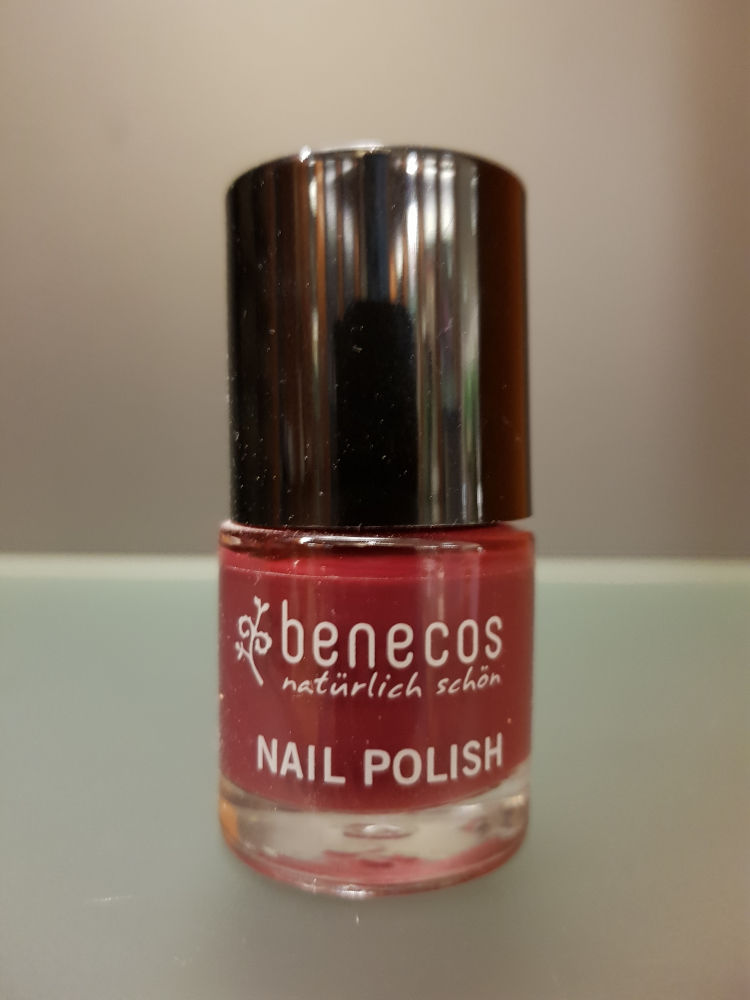 benecos
natürlich schön
NAIL POLISH